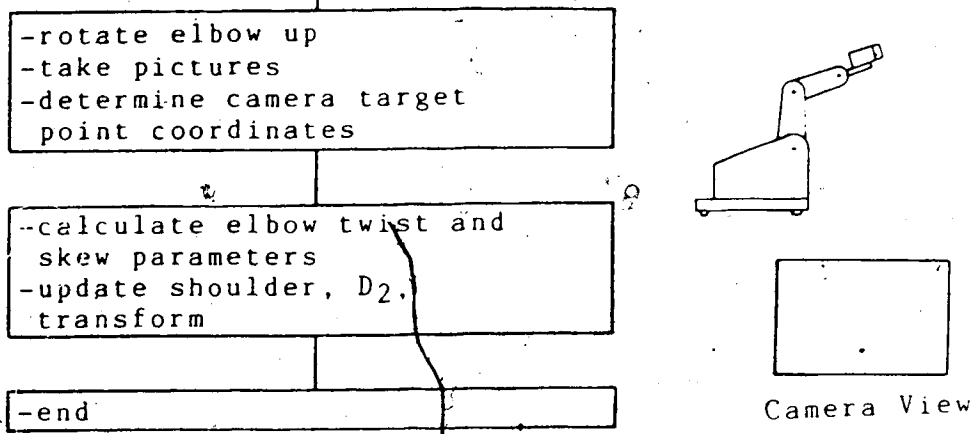 -rotate elbow up
-take pictures
-determine camera target
point coordinates
-calculate elbow twist and
skew parameters
-update shoulder, D2,
transform
-end
Camera View